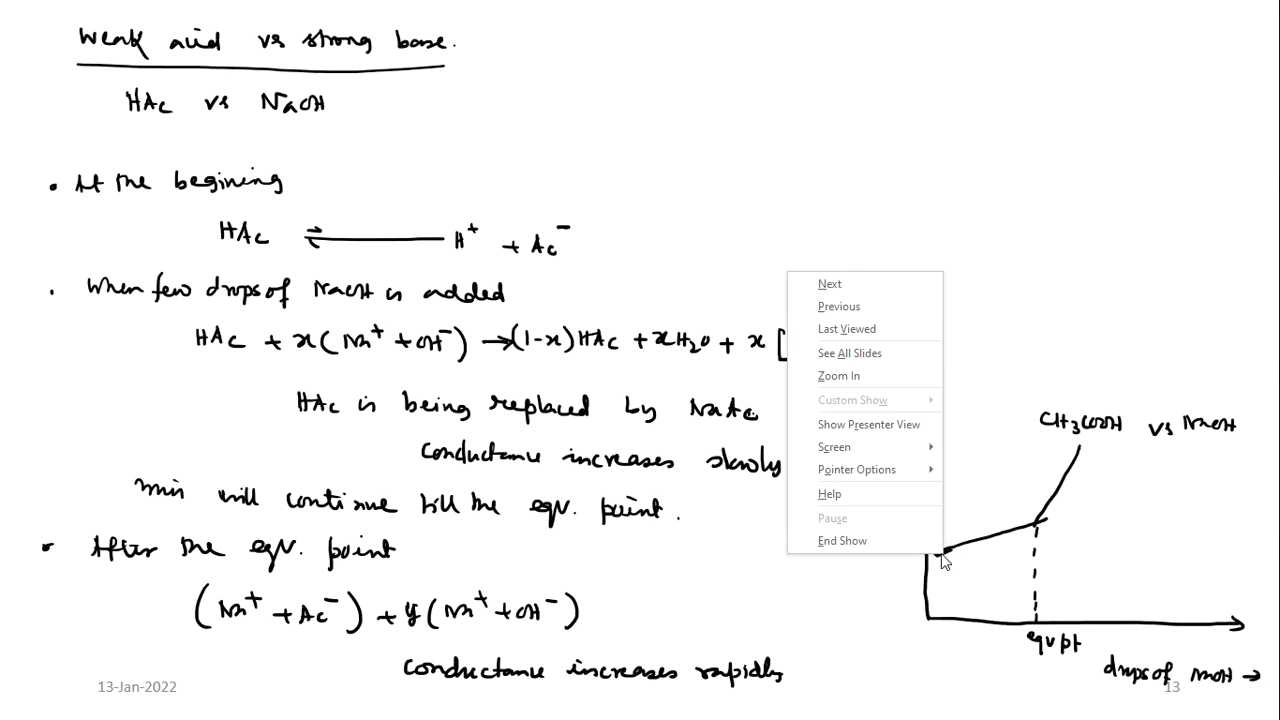 Weak acid vs strong base.
HAc vs NaOH
• At the begining
HAc ⇌ H⁺ + Ac⁻
• When few drops of NaOH is added
HAc + x(Na⁺ + OH⁻) → (1-x)HAc + xH₂O + x [
HAc is being replaced by NaAc
conductance increases slowly
This will continue till the eqv. point.
• After the eqv. point
(Na⁺ + Ac⁻) + y(Na⁺ + OH⁻)
conductance increases rapidly
Next
Previous
Last Viewed
See All Slides
Zoom In
Custom Show
Show Presenter View
Screen
Pointer Options
Help
Pause
End Show
CH₃COOH vs NaOH
eqv pt
drops of NaOH →
13-Jan-2022
13